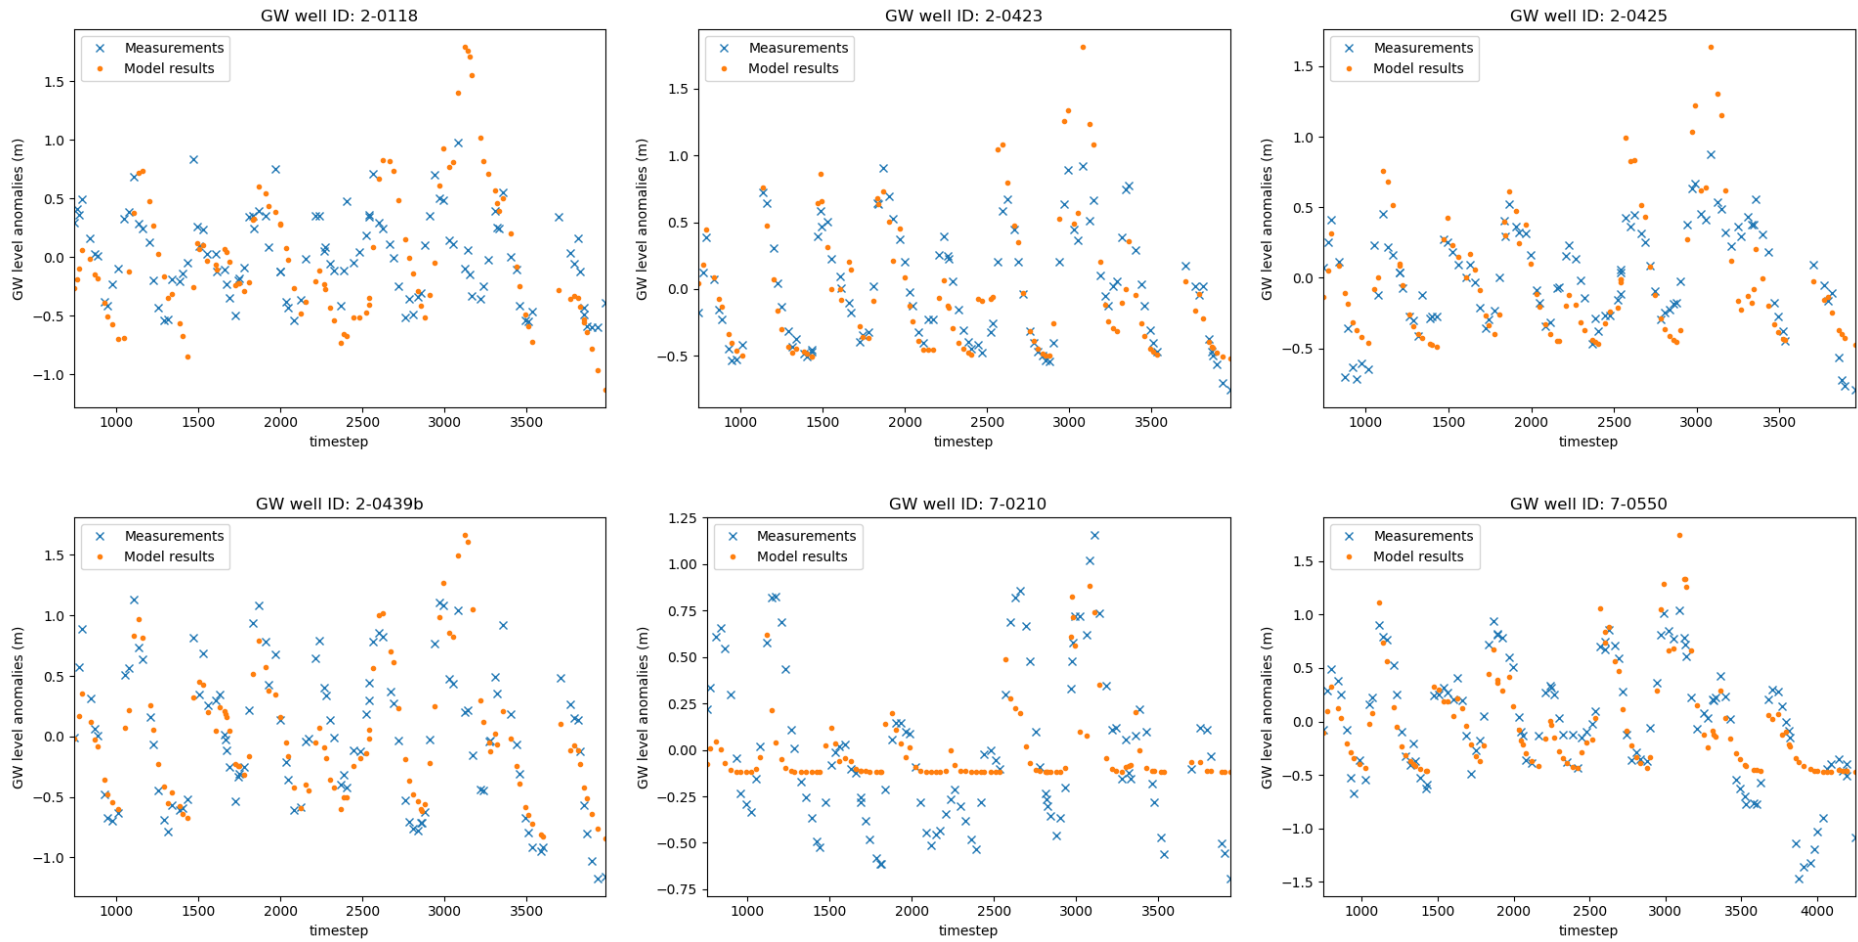 GW well ID: 2-0118
Measurements
Model results
GW level anomalies (m)
1.5
1.0
0.5
0.0
−0.5
−1.0
1000 1500 2000 2500 3000 3500
timestep
GW well ID: 2-0423
Measurements
Model results
GW level anomalies (m)
1.5
1.0
0.5
0.0
−0.5
1000 1500 2000 2500 3000 3500
timestep
GW well ID: 2-0425
Measurements
Model results
GW level anomalies (m)
1.5
1.0
0.5
0.0
−0.5
1000 1500 2000 2500 3000 3500
timestep
GW well ID: 2-0439b
Measurements
Model results
GW level anomalies (m)
1.5
1.0
0.5
0.0
−0.5
−1.0
1000 1500 2000 2500 3000 3500
timestep
GW well ID: 7-0210
Measurements
Model results
GW level anomalies (m)
1.25
1.00
0.75
0.50
0.25
0.00
−0.25
−0.50
−0.75
1000 1500 2000 2500 3000 3500
timestep
GW well ID: 7-0550
Measurements
Model results
GW level anomalies (m)
1.5
1.0
0.5
0.0
−0.5
−1.0
−1.5
1000 1500 2000 2500 3000 3500 4000
timestep